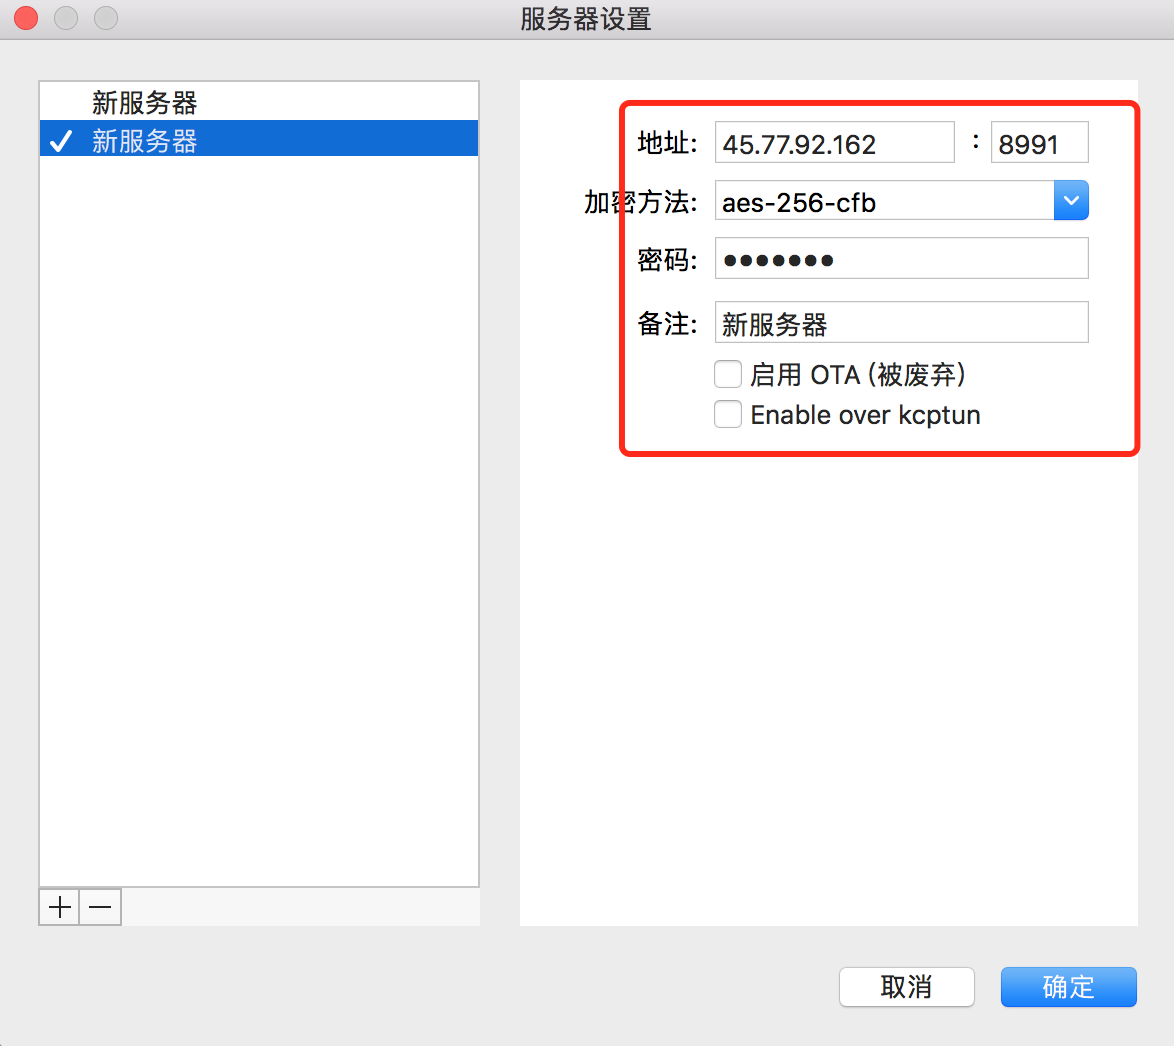 服务器设置
新服务器
新服务器
地址: 45.77.92.162 : 8991
加密方法: aes-256-cfb
密码: ●●●●●●●
备注: 新服务器
启用 OTA (被废弃)
Enable over kcptun
取消 确定